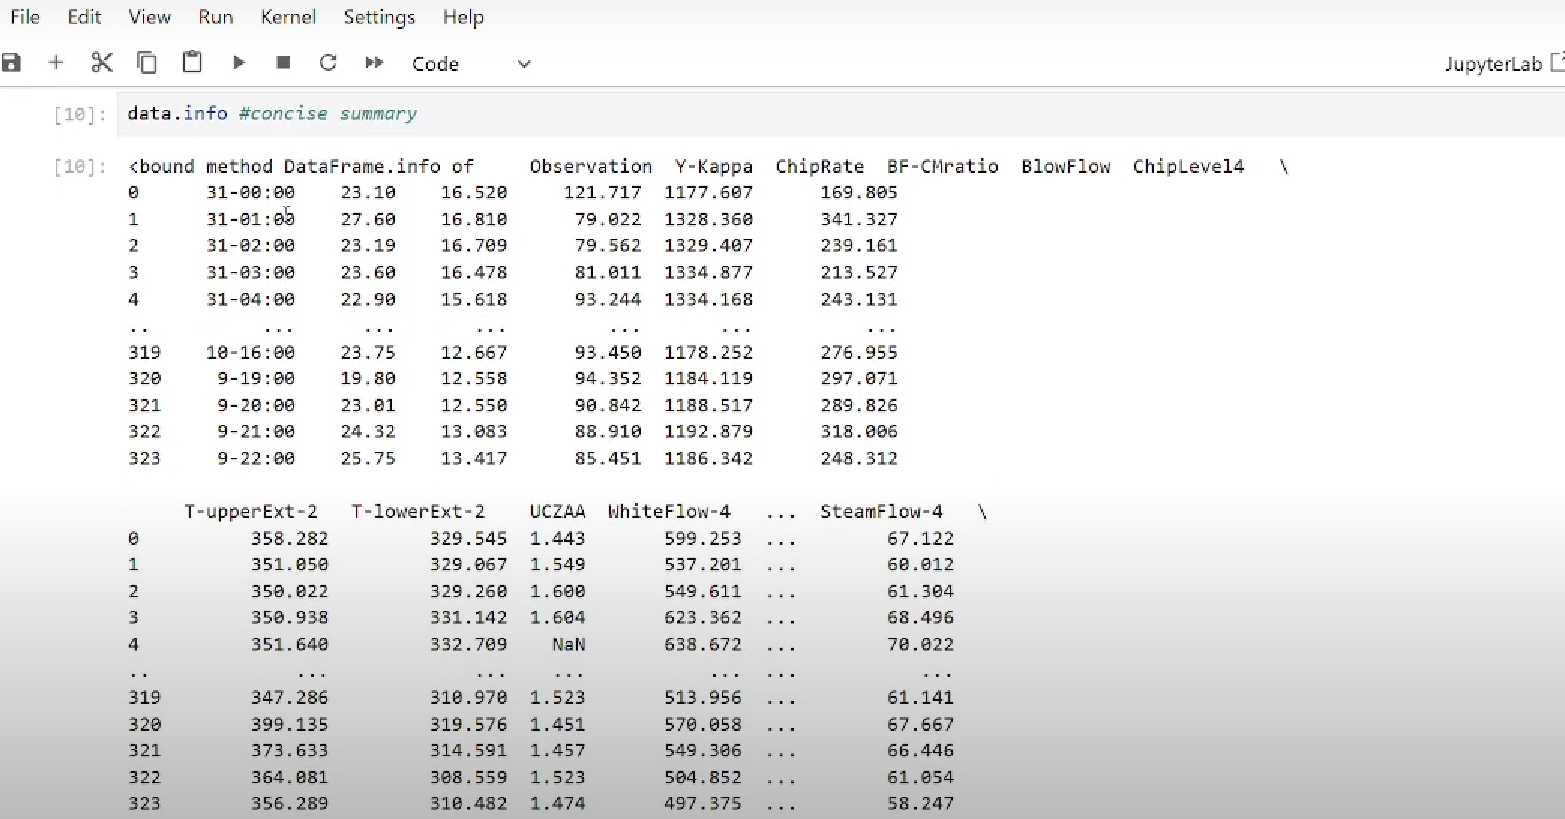 File Edit View Run Kernel Settings Help
Code JupyterLab
[10]: data.info #concise summary
[10]: <bound method DataFrame.info of Observation Y-Kappa ChipRate BF-CMratio BlowFlow ChipLevel4 \
0 31-00:00 23.10 16.520 121.717 1177.607 169.805
1 31-01:00 27.60 16.810 79.022 1328.360 341.327
2 31-02:00 23.19 16.709 79.562 1329.407 239.161
3 31-03:00 23.60 16.478 81.011 1334.877 213.527
4 31-04:00 22.90 15.618 93.244 1334.168 243.131
.. ... ... ... ... ... ...
319 10-16:00 23.75 12.667 93.450 1178.252 276.955
320 9-19:00 19.80 12.558 94.352 1184.119 297.071
321 9-20:00 23.01 12.550 90.842 1188.517 289.826
322 9-21:00 24.32 13.083 88.910 1192.879 318.006
323 9-22:00 25.75 13.417 85.451 1186.342 248.312
T-upperExt-2 T-lowerExt-2 UCZAA WhiteFlow-4 ... SteamFlow-4 \
0 358.282 329.545 1.443 599.253 ... 67.122
1 351.050 329.067 1.549 537.201 ... 60.012
2 350.022 329.260 1.600 549.611 ... 61.304
3 350.938 331.142 1.604 623.362 ... 68.496
4 351.640 332.709 NaN 638.672 ... 70.022
.. ... ... ... ... ... ...
319 347.286 310.970 1.523 513.956 ... 61.141
320 399.135 319.576 1.451 570.058 ... 67.667
321 373.633 314.591 1.457 549.306 ... 66.446
322 364.081 308.559 1.523 504.852 ... 61.054
323 356.289 310.482 1.474 497.375 ... 58.247